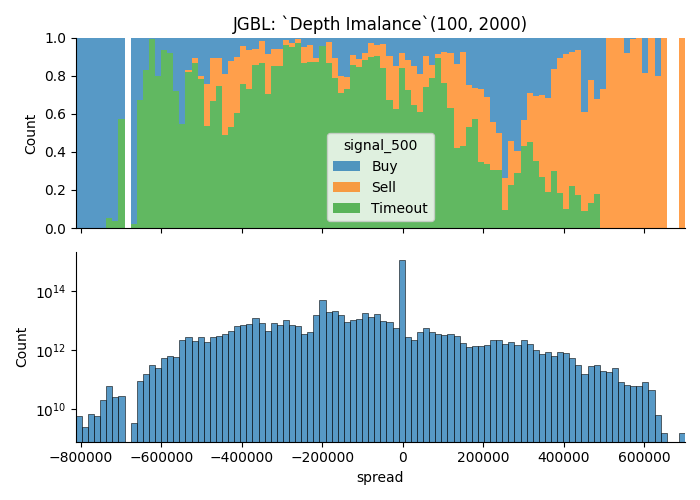 JGBL: `Depth Imalance`(100, 2000)
Count
1.0
0.8
0.6
0.4
0.2
0.0
signal_500
Buy
Sell
Timeout
Count
10^14
10^12
10^10
−800000 −600000 −400000 −200000 0 200000 400000 600000
spread